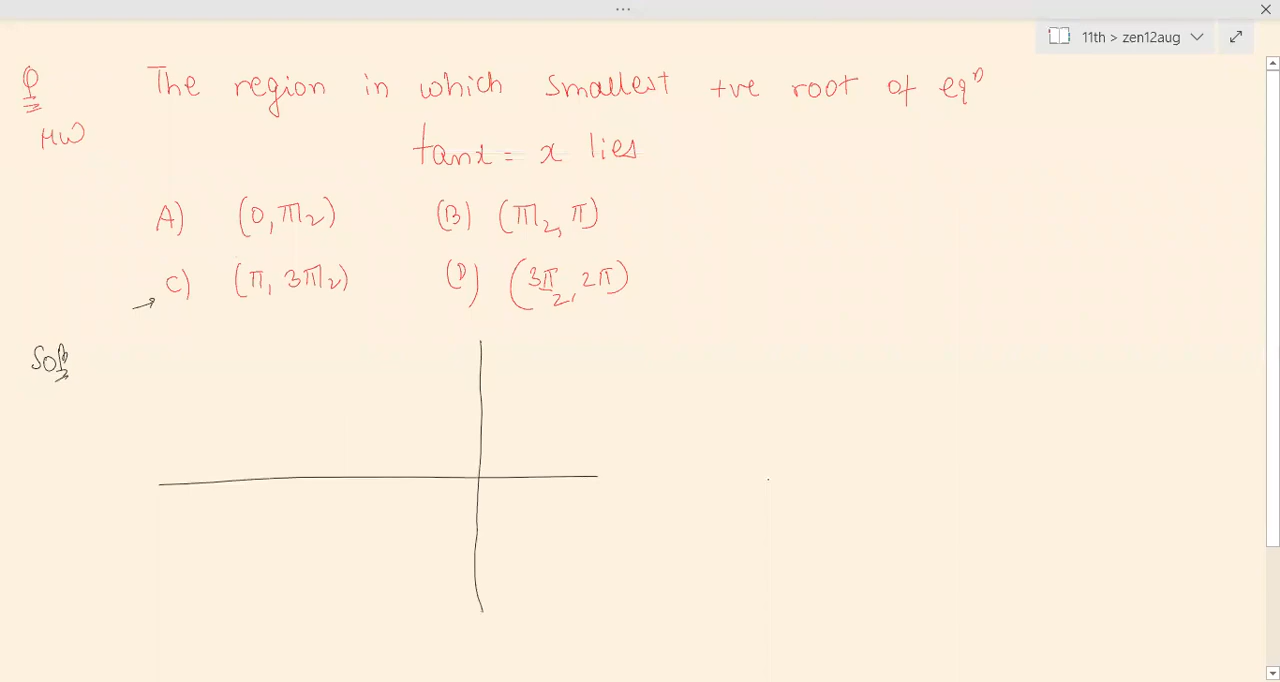 11th > zen12aug
Q The region in which smallest +ve root of eqⁿ
HW
tanx = x lies
A) (0, π/2) (B) (π/2, π)
C) (π, 3π/2) (D) (3π/2, 2π)
Solⁿ